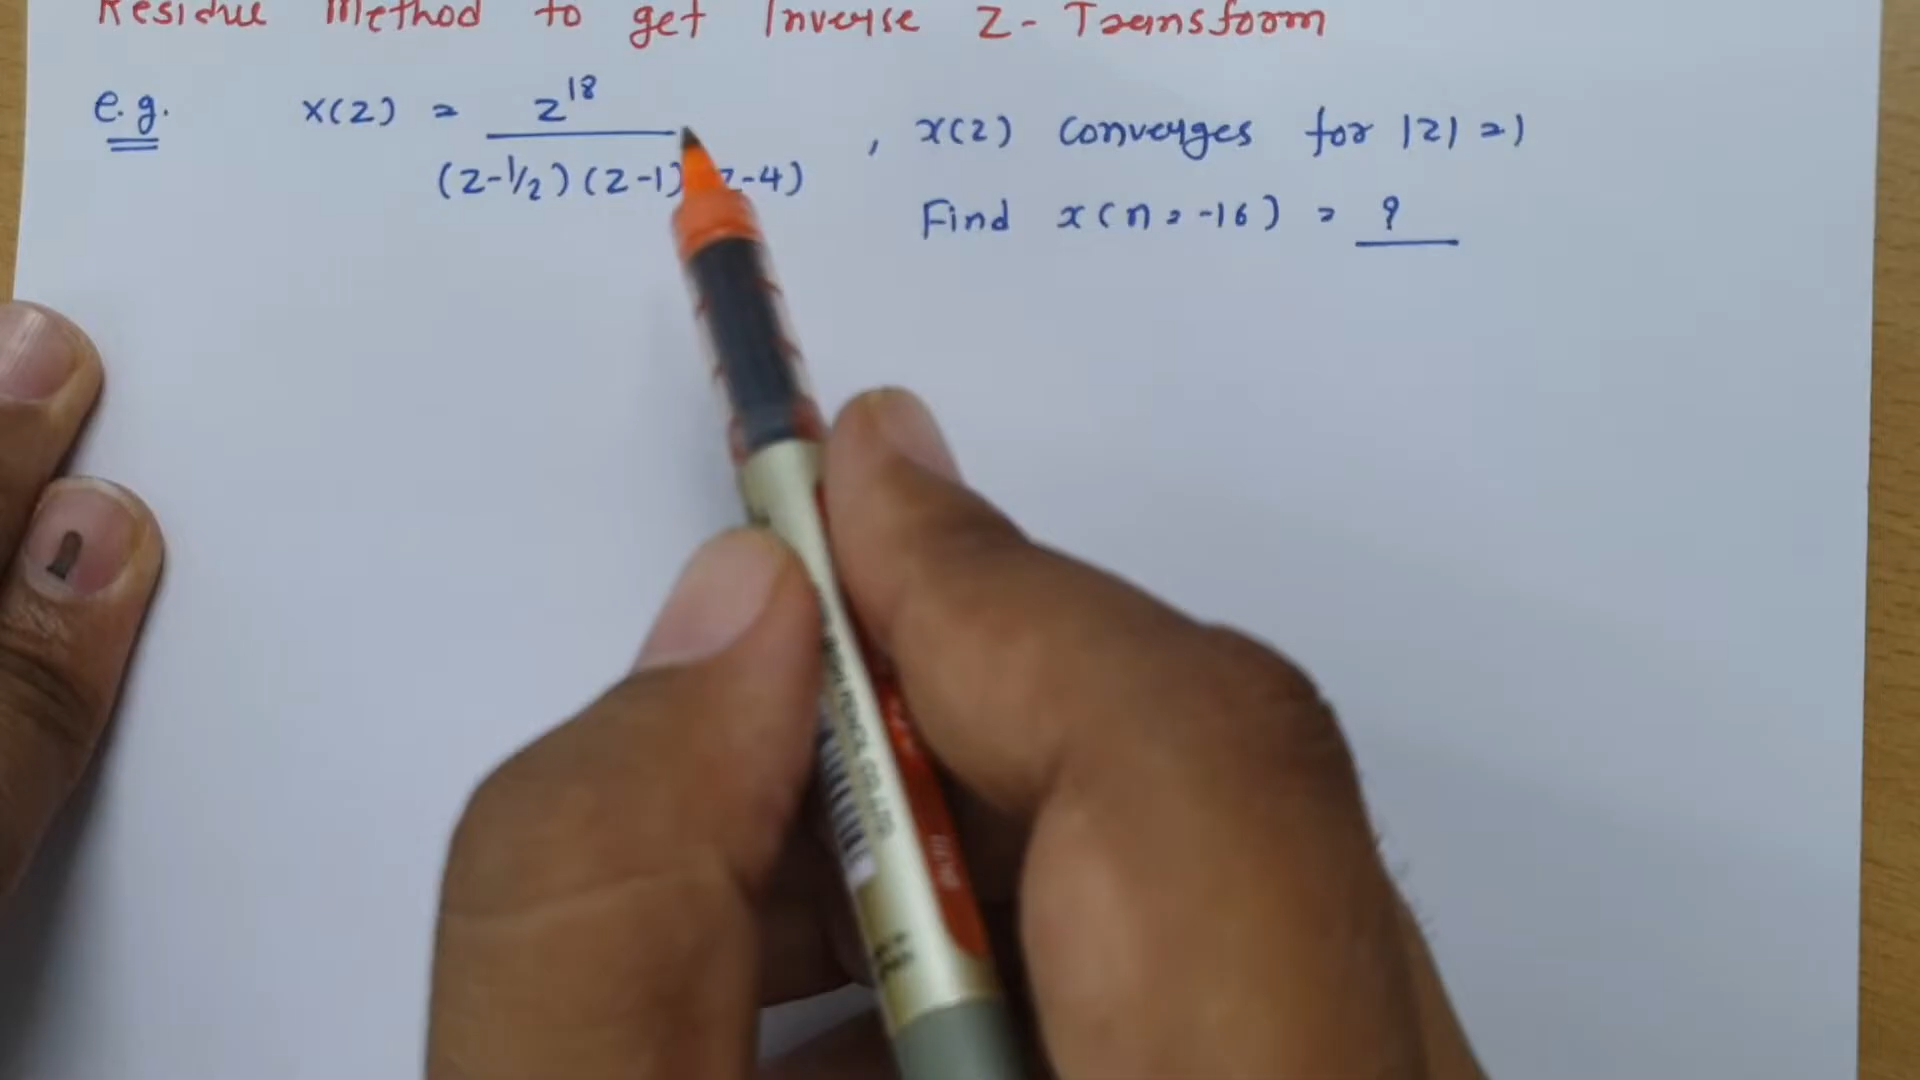 Residue Method to get Inverse Z-Transform
e.g. X(z) = z^18 / (z-1/2)(z-1)(z-4) , x(z) converges for |z| = 1
Find x(n = -16) = ?